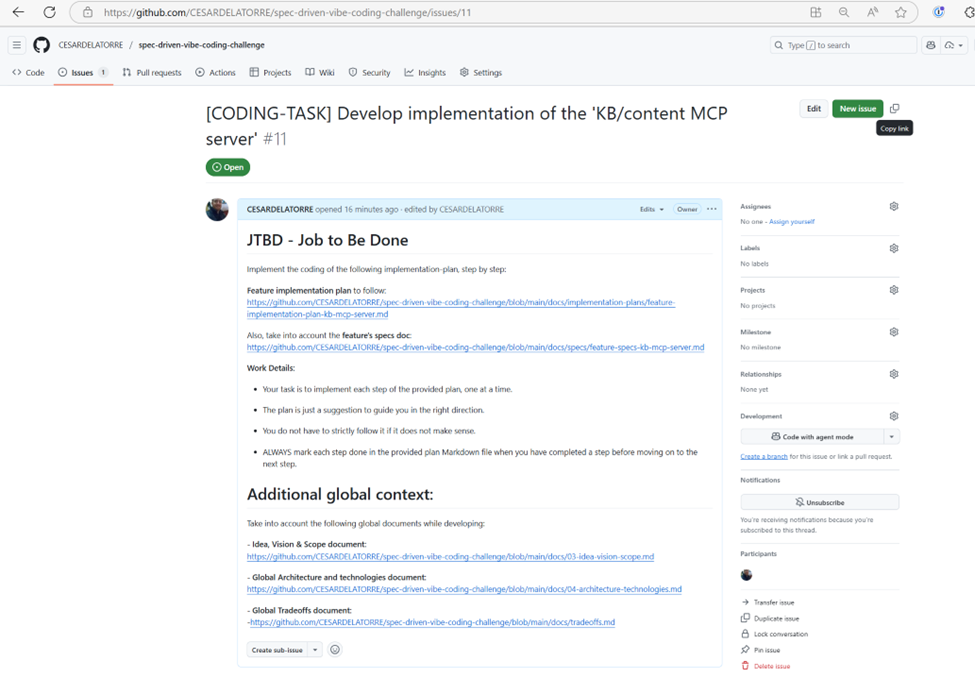 https://github.com/CESARDELATORRE/spec-driven-vibe-coding-challenge/issues/11
CESARDELATORRE / spec-driven-vibe-coding-challenge
Type / to search
Code
Issues 1
Pull requests
Actions
Projects
Wiki
Security
Insights
Settings
[CODING-TASK] Develop implementation of the 'KB/content MCP
server' #11
Edit
New issue
Copy link
Open
CESARDELATORRE opened 16 minutes ago · edited by CESARDELATORRE
Edits
Owner
JTBD - Job to Be Done
Implement the coding of the following implementation-plan, step by step:
Feature implementation plan to follow:
https://github.com/CESARDELATORRE/spec-driven-vibe-coding-challenge/blob/main/docs/implementation-plans/feature-
implementation-plan-kb-mcp-server.md
Also, take into account the feature's specs doc:
https://github.com/CESARDELATORRE/spec-driven-vibe-coding-challenge/blob/main/docs/specs/feature-specs-kb-mcp-server.md
Work Details:
• Your task is to implement each step of the provided plan, one at a time.
• The plan is just a suggestion to guide you in the right direction.
• You do not have to strictly follow it if it does not make sense.
• ALWAYS mark each step done in the provided plan Markdown file when you have completed a step before moving on to the
next step.
Additional global context:
Take into account the following global documents while developing:
- Idea, Vision & Scope document:
https://github.com/CESARDELATORRE/spec-driven-vibe-coding-challenge/blob/main/docs/03-idea-vision-scope.md
- Global Architecture and technologies document:
https://github.com/CESARDELATORRE/spec-driven-vibe-coding-challenge/blob/main/docs/04-architecture-technologies.md
- Global Tradeoffs document:
-https://github.com/CESARDELATORRE/spec-driven-vibe-coding-challenge/blob/main/docs/tradeoffs.md
Create sub-issue
Assignees
No one - Assign yourself
Labels
No labels
Projects
No projects
Milestone
No milestone
Relationships
None yet
Development
Code with agent mode
Create a branch for this issue or link a pull request.
Notifications
Unsubscribe
You're receiving notifications because you're
subscribed to this thread.
Participants
Transfer issue
Duplicate issue
Lock conversation
Pin issue
Delete issue